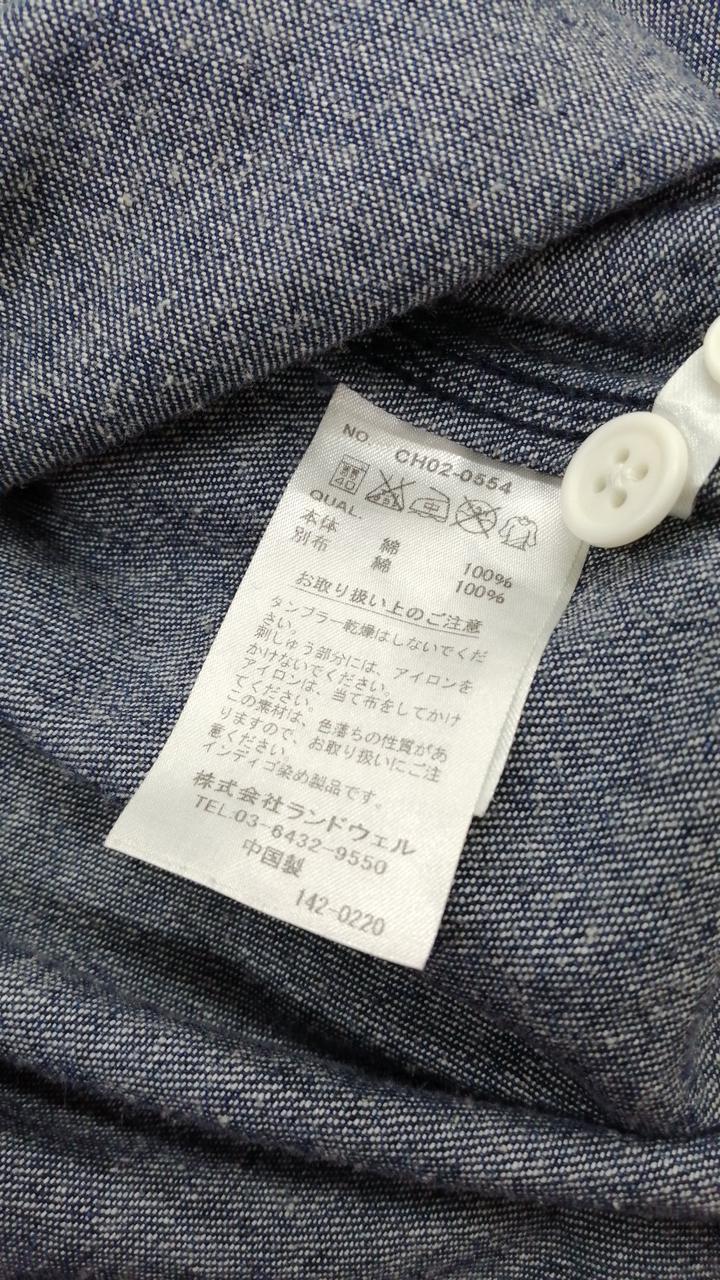 NO. CH02-0554
40
中
QUAL.
本体 綿 100%
別布 綿 100%
お取り扱い上のご注意
タンブラー乾燥はしないでくだ
さい。
刺しゅう部分には、アイロンを
かけないでください。
アイロンは、当て布をしてかけ
てください。
この素材は、色落ちの性質があ
りますので、お取り扱いにご注
意ください。
インディゴ染め製品です。
株式会社ランドウェル
TEL.03-6432-9550
中国製
142-0220